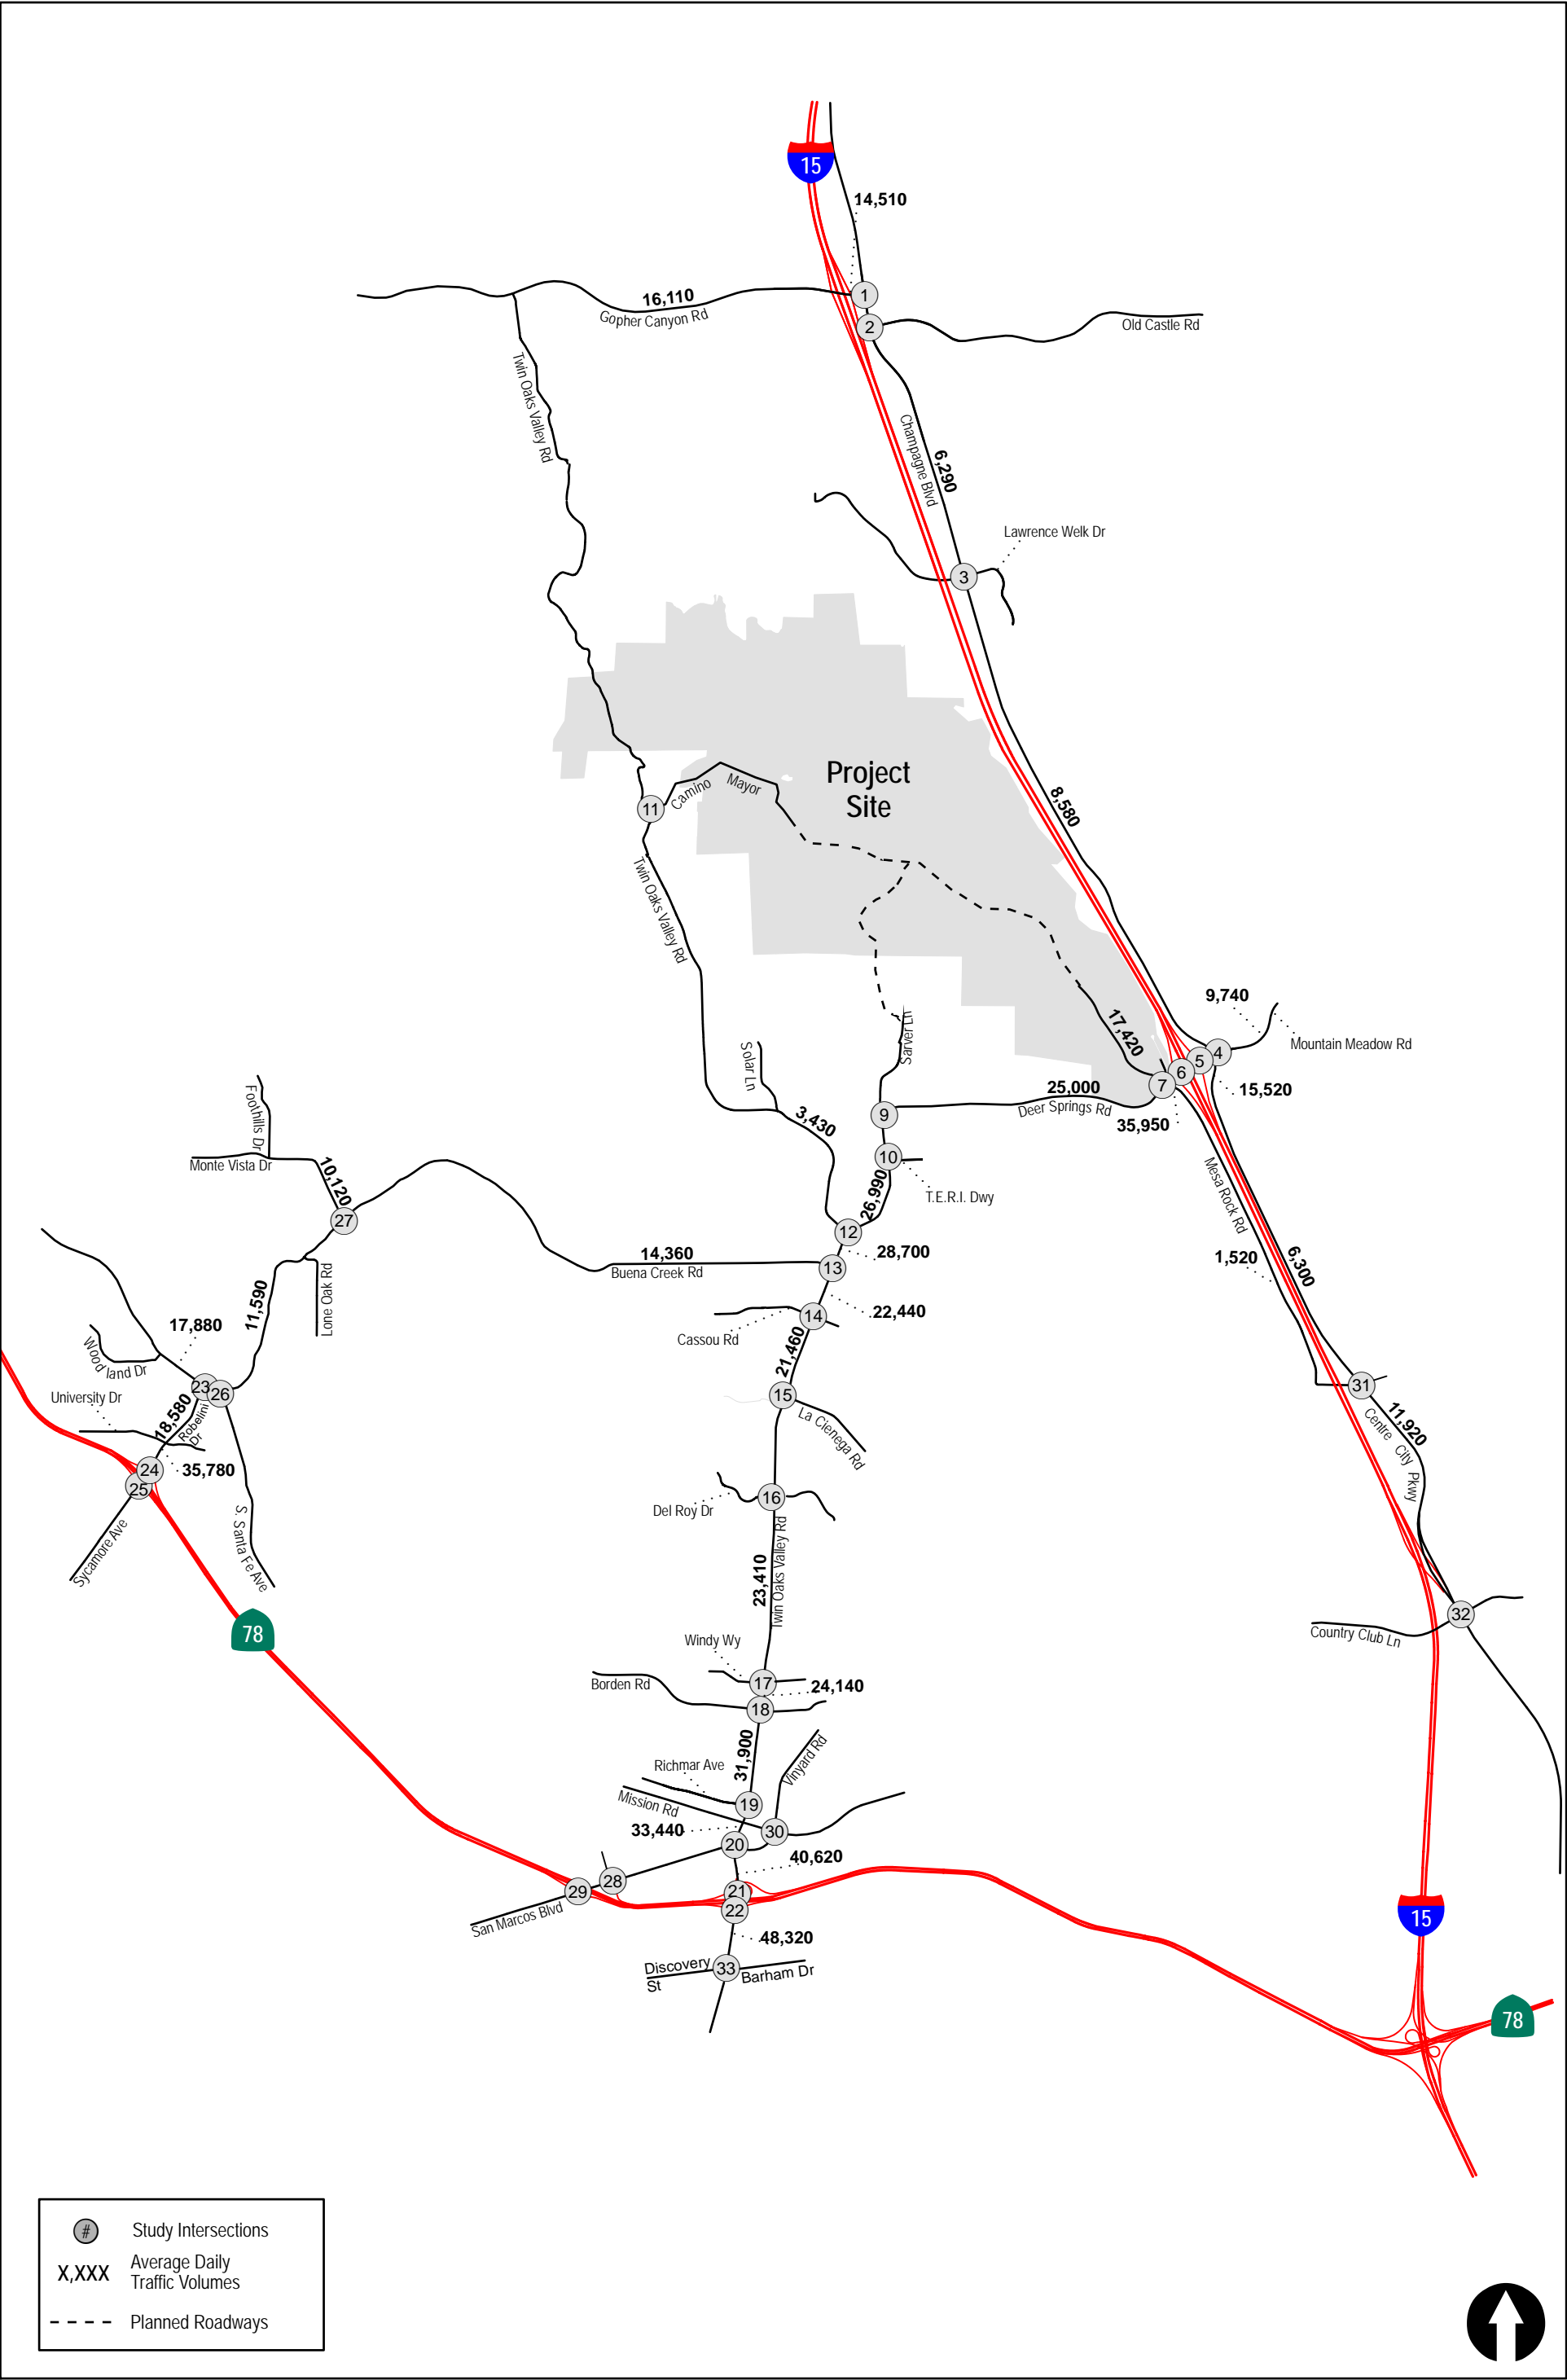 15
14,510
16,110
Gopher Canyon Rd
1
2
Old Castle Rd
Twin Oaks Valley Rd
Champagne Blvd
6,290
Lawrence Welk Dr
3
Project
Site
Camino Mayor
11
8,580
Twin Oaks Valley Rd
9,740
Mountain Meadow Rd
17,420
Sarver Ln
Solar Ln
4
5
6
7
15,520
25,000
Deer Springs Rd
35,950
Foothills Dr
Monte Vista Dr
10,120
3,430
9
10
T.E.R.I. Dwy
26,990
Mesa Rock Rd
27
12
28,700
14,360
Buena Creek Rd
13
1,520
6,300
11,590
Lone Oak Rd
17,880
22,440
14
Cassou Rd
21,460
Woodland Dr
University Dr
23
26
18,580
Robelini
Dr
15
La Cienega Rd
31
11,920
Centre City Pkwy
24
35,780
25
Sycamore Ave
S. Santa Fe Ave
Del Roy Dr
16
23,410
Twin Oaks Valley Rd
78
32
Country Club Ln
Windy Wy
17
24,140
Borden Rd
18
31,900
Vinyard Rd
Richmar Ave
Mission Rd
19
33,440
30
20
40,620
28
29
21
22
San Marcos Blvd
48,320
15
Discovery
St
33
Barham Dr
78
# Study Intersections
X,XXX Average Daily
Traffic Volumes
Planned Roadways